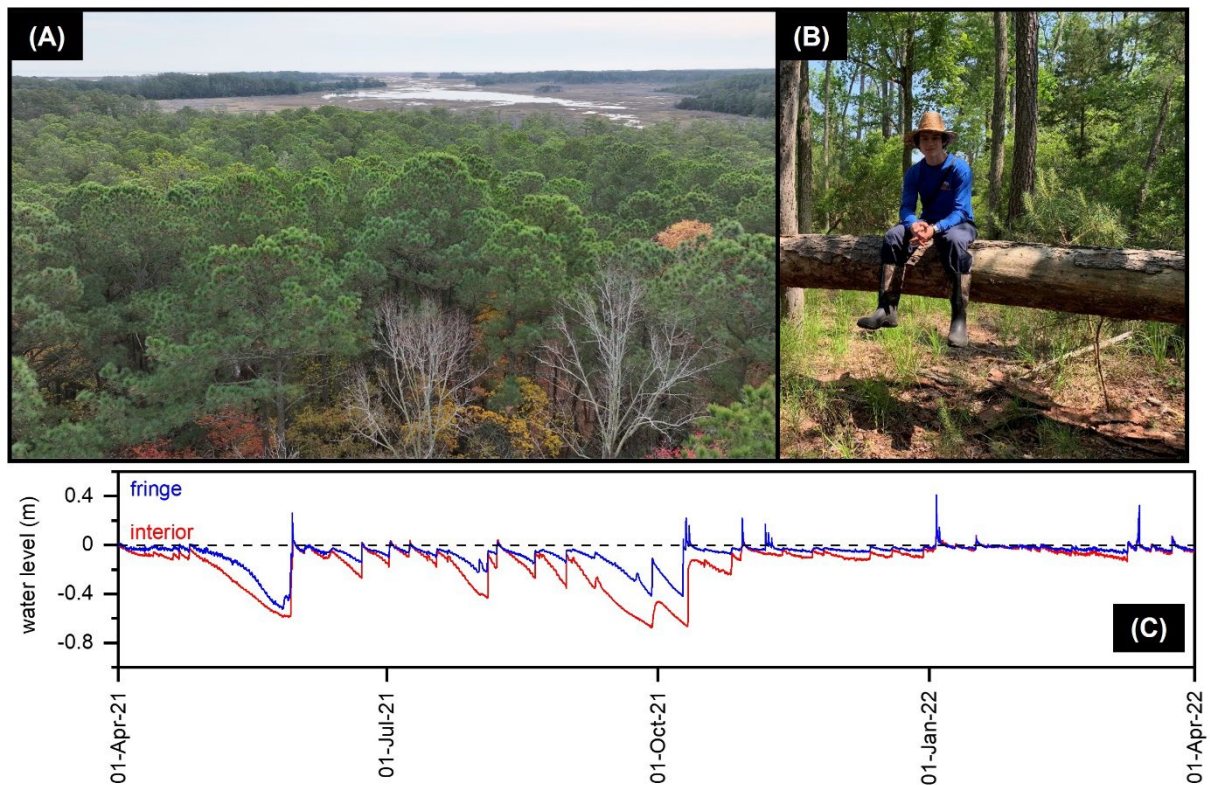 (A)
(B)
fringe
interior
water level (m)
0.4
0
-0.4
-0.8
(C)
01-Apr-21
01-Jul-21
01-Oct-21
01-Jan-22
01-Apr-22